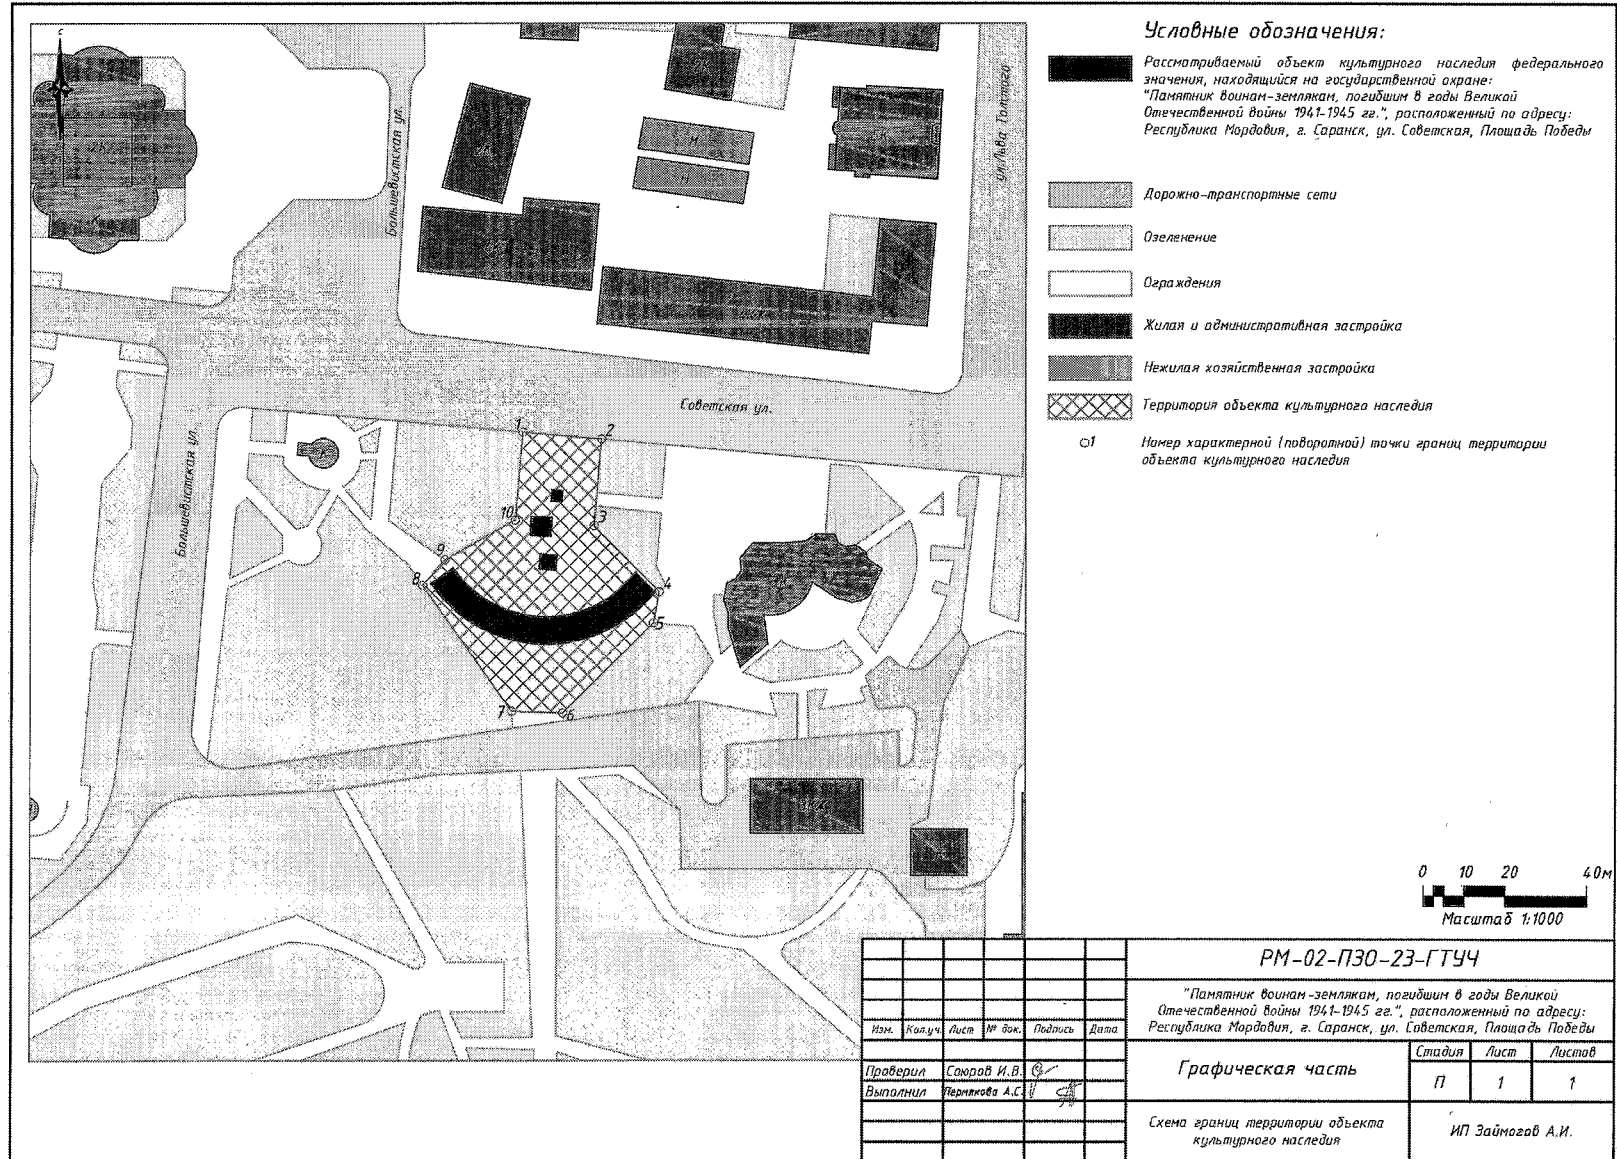 Условные обозначения:
Рассматриваемый объект культурного наследия федерального
значения, находящийся на государственной охране:
"Памятник воинам-землякам, погибшим в годы Великой
Отечественной войны 1941-1945 гг.", расположенный по адресу:
Республика Мордовия, г. Саранск, ул. Советская, Площадь Победы
Дорожно-транспортные сети
Озеленение
Ограждения
Жилая и административная застройка
Нежилая хозяйственная застройка
Территория объекта культурного наследия
1
Номер характерной (поворотной) точки границ территории
объекта культурного наследия
с
Большевистская ул.
ул.Льва Толстого
Советская ул.
Большевистская ул.
Н
Н
К
1
2
3
4
5
6
7
8
9
10
0 10 20 40м
Масштаб 1:1000
РМ-02-ПЗО-23-ГТУЧ
"Памятник воинам-землякам, погибшим в годы Великой
Отечественной войны 1941-1945 гг.", расположенный по адресу:
Республика Мордовия, г. Саранск, ул. Советская, Площадь Победы
Изм. Кол.уч. Лист № док. Подпись Дата
Проверил Сюров И.В.
Выполнил Пермякова А.С.
Графическая часть
Стадия Лист Листов
П 1 1
Схема границ территории объекта
культурного наследия
ИП Займогов А.И.